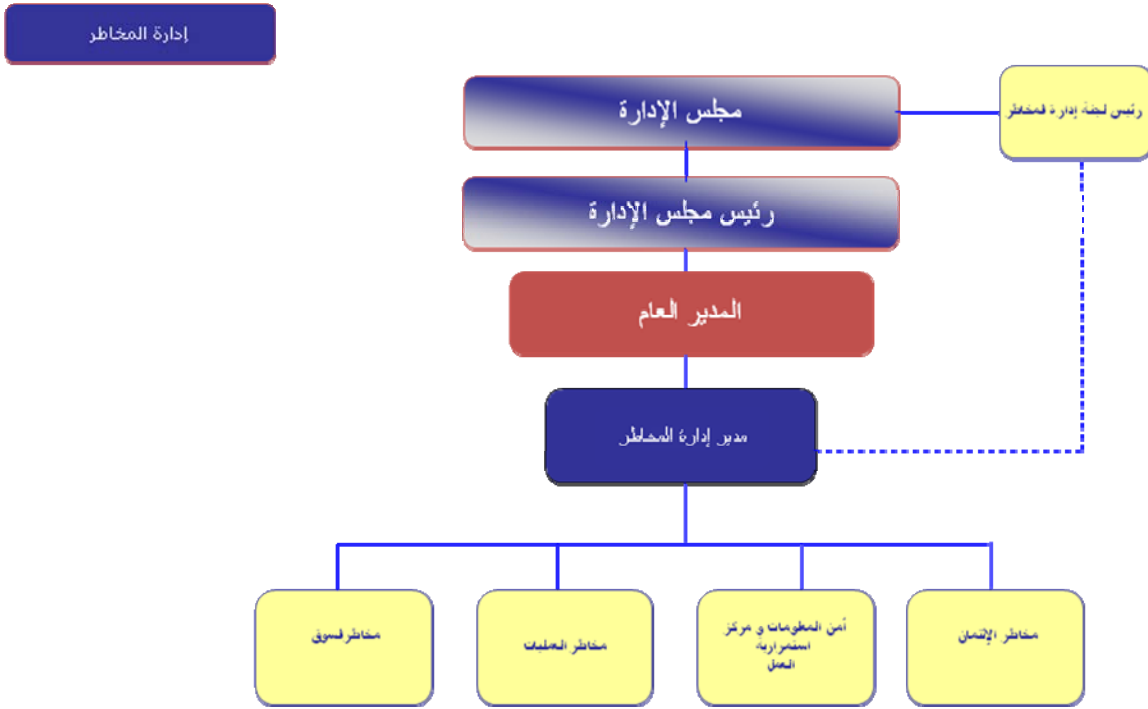 إدارة المخاطر
مجلس الإدارة
رئيس لجنة إدارة المخاطر
رئيس مجلس الإدارة
المدير العام
مدير إدارة المخاطر
مخاطر الإئتمان
أمن المعلومات و مركز
استمرارية
العمل
مخاطر العمليات
مخاطر السوق